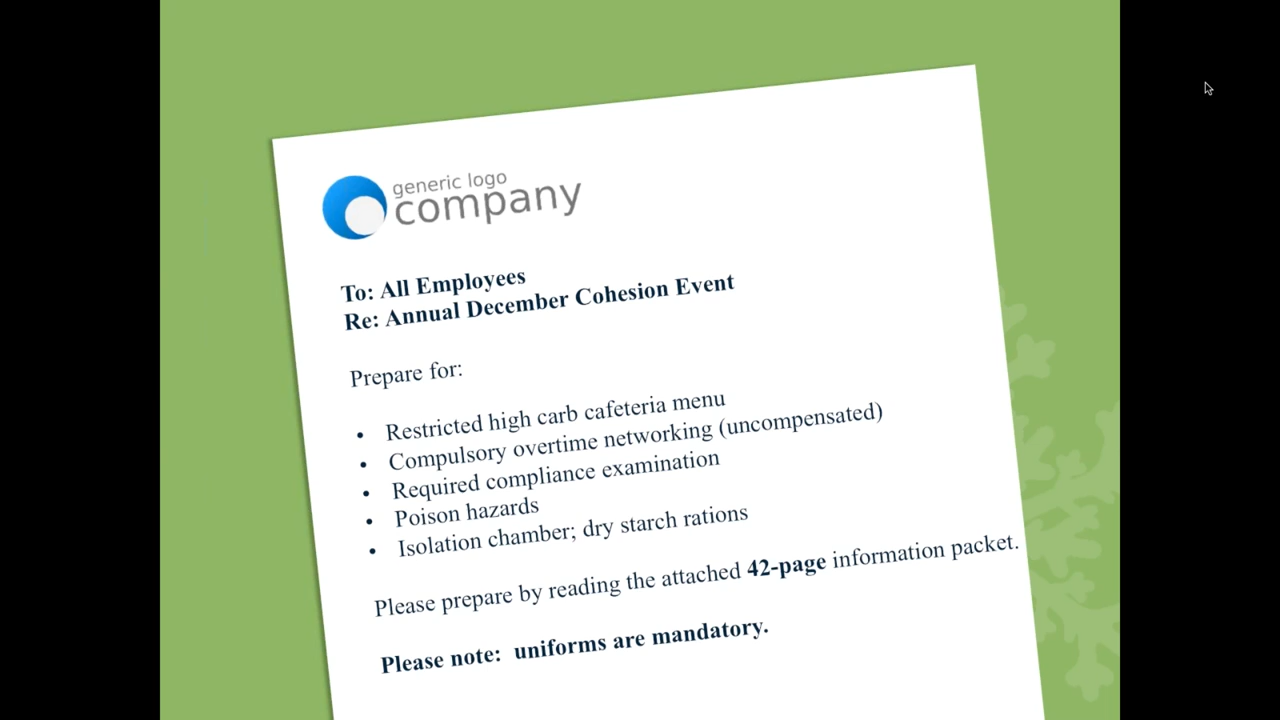 generic logo
company
To: All Employees
Re: Annual December Cohesion Event
Prepare for:
• Restricted high carb cafeteria menu
• Compulsory overtime networking (uncompensated)
• Required compliance examination
• Poison hazards
• Isolation chamber; dry starch rations
Please prepare by reading the attached 42-page information packet.
Please note:  uniforms are mandatory.